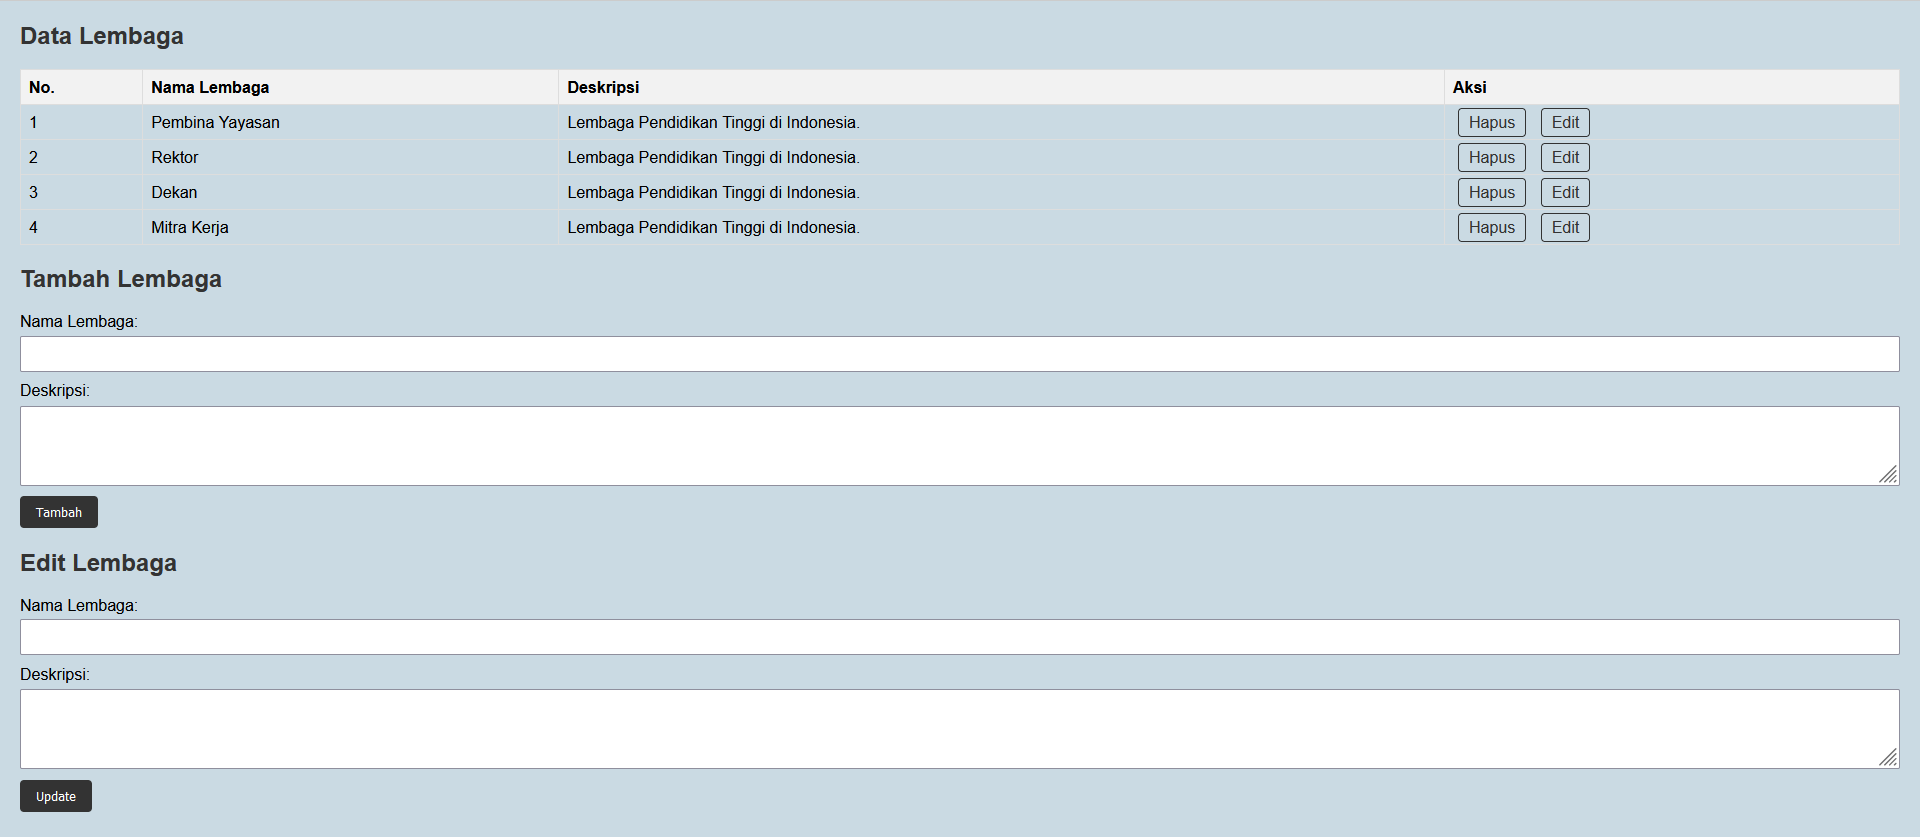 Data Lembaga
No. Nama Lembaga Deskripsi Aksi
1 Pembina Yayasan Lembaga Pendidikan Tinggi di Indonesia. Hapus Edit
2 Rektor Lembaga Pendidikan Tinggi di Indonesia. Hapus Edit
3 Dekan Lembaga Pendidikan Tinggi di Indonesia. Hapus Edit
4 Mitra Kerja Lembaga Pendidikan Tinggi di Indonesia. Hapus Edit
Tambah Lembaga
Nama Lembaga:
Deskripsi:
Tambah
Edit Lembaga
Nama Lembaga:
Deskripsi:
Update